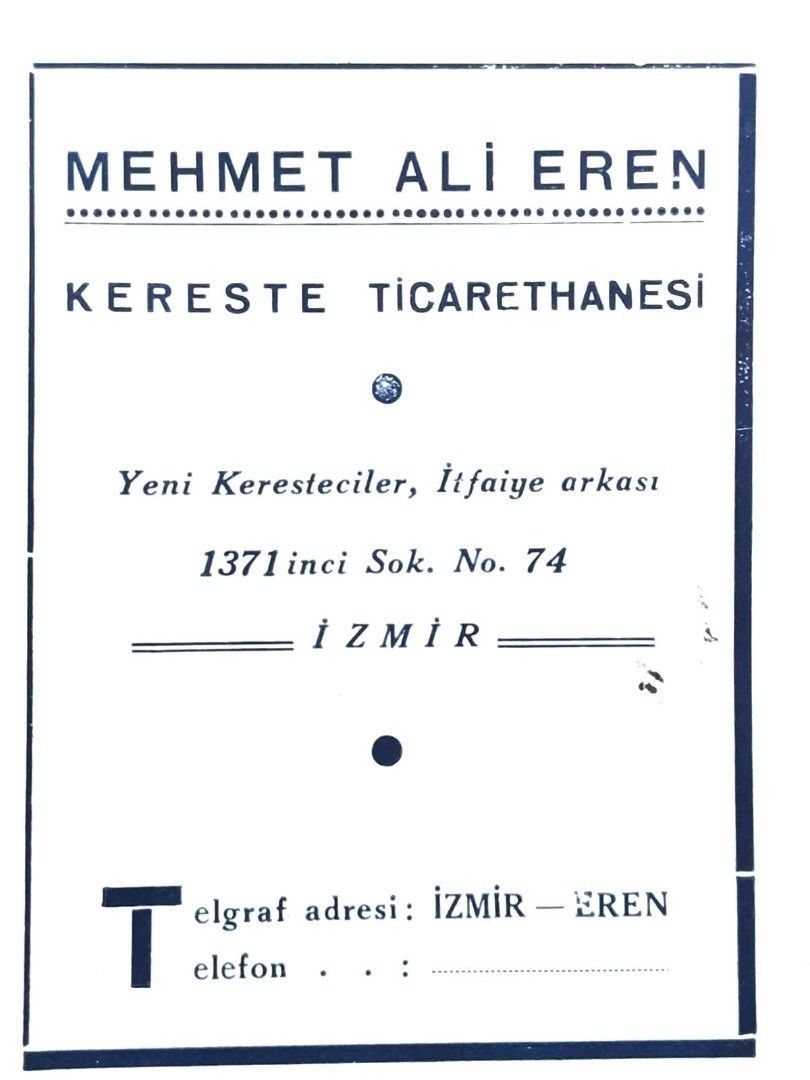 MEHMET ALİ EREN
KERESTE TİCARETHANESİ
Yeni Keresteciler, İtfaiye arkası
1371 inci Sok. No. 74
İZMİR
Telgraf adresi: İZMİR — EREN
Telefon . . :